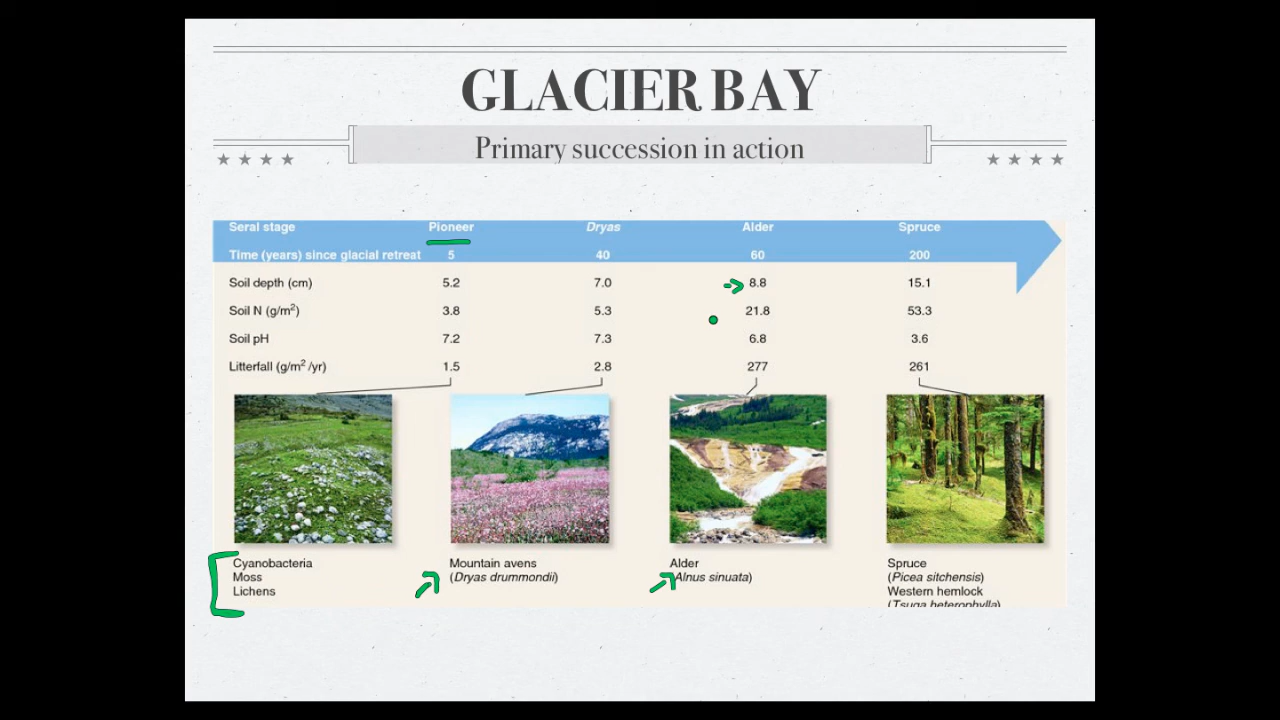 GLACIER BAY
Primary succession in action
Seral stage Pioneer Dryas Alder Spruce
Time (years) since glacial retreat 5 40 60 200
Soil depth (cm) 5.2 7.0 8.8 15.1
Soil N (g/m²) 3.8 5.3 21.8 53.3
Soil pH 7.2 7.3 6.8 3.6
Litterfall (g/m²/yr) 1.5 2.8 277 261
Cyanobacteria
Moss
Lichens
Mountain avens
(Dryas drummondii)
Alder
(Alnus sinuata)
Spruce
(Picea sitchensis)
Western hemlock
(Tsuga heterophylla)